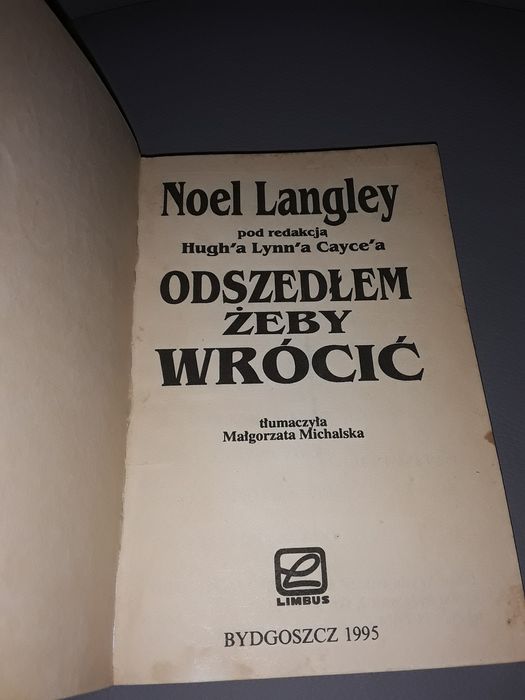 Noel Langley
pod redakcją
Hugh'a Lynn'a Cayce'a
ODSZEDŁEM
ŻEBY
WRÓCIĆ
tłumaczyła
Małgorzata Michalska
LIMBUS
BYDGOSZCZ 1995